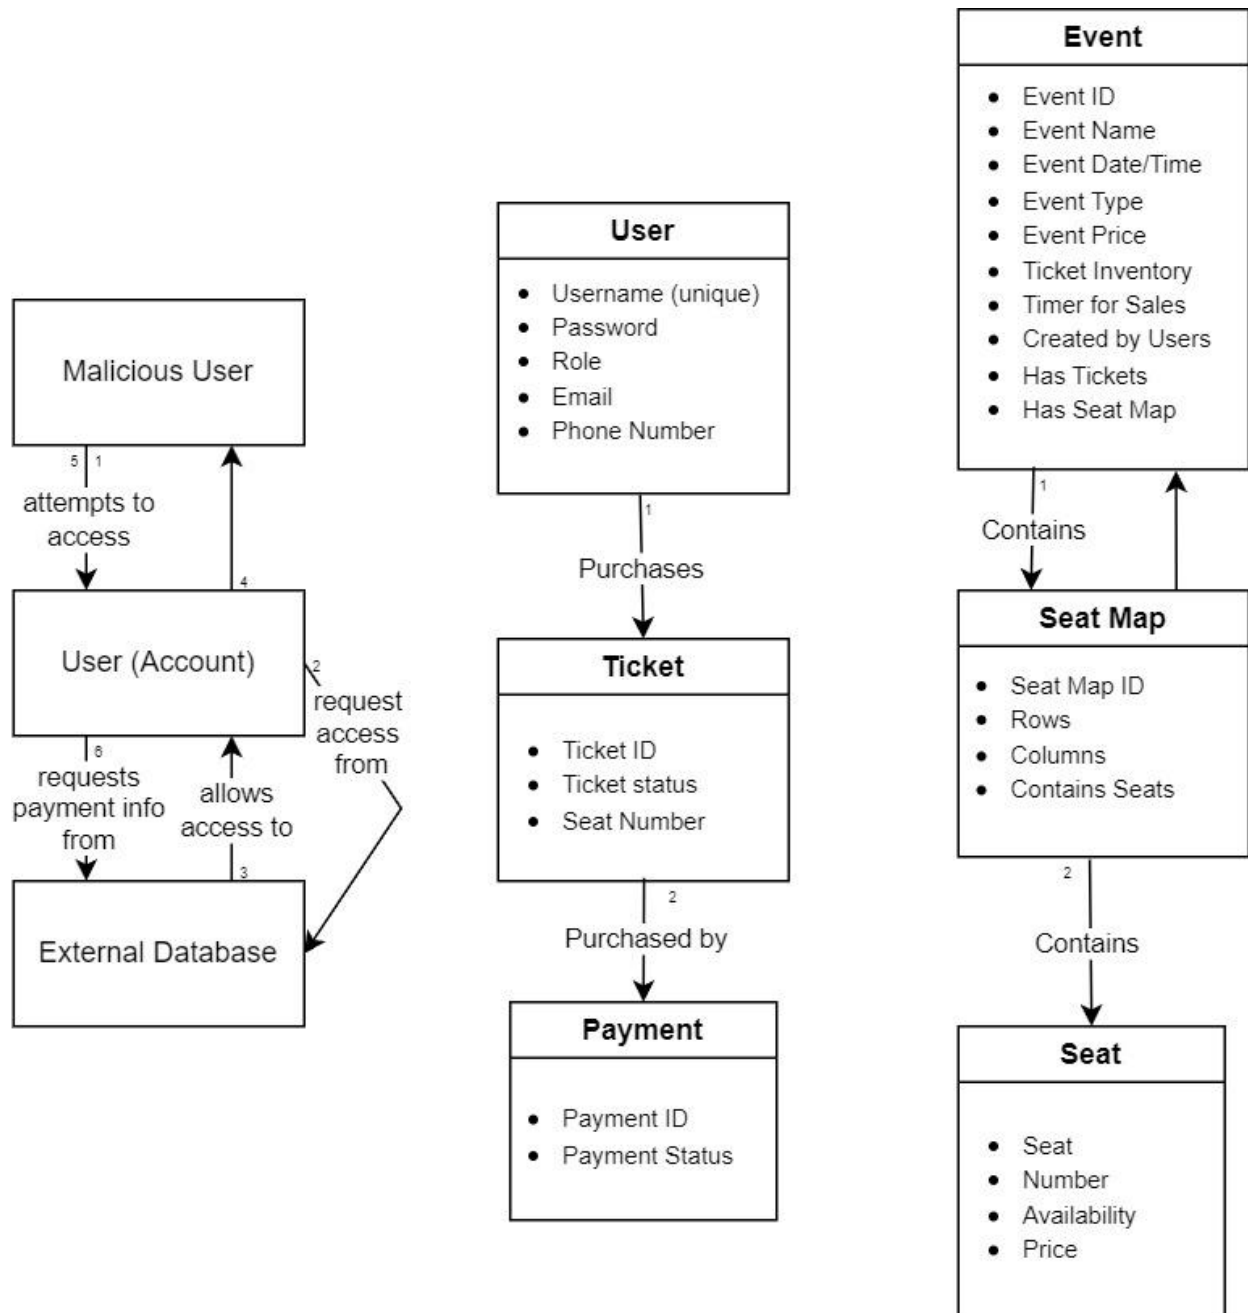 Malicious User
5
1
attempts to
access
4
User (Account)
2
request
access
from
6
requests
payment info
from
allows
access to
3
External Database
User
Username (unique)
Password
Role
Email
Phone Number
1
Purchases
Ticket
Ticket ID
Ticket status
Seat Number
2
Purchased by
Payment
Payment ID
Payment Status
Event
Event ID
Event Name
Event Date/Time
Event Type
Event Price
Ticket Inventory
Timer for Sales
Created by Users
Has Tickets
Has Seat Map
1
Contains
Seat Map
Seat Map ID
Rows
Columns
Contains Seats
2
Contains
Seat
Seat
Number
Availability
Price